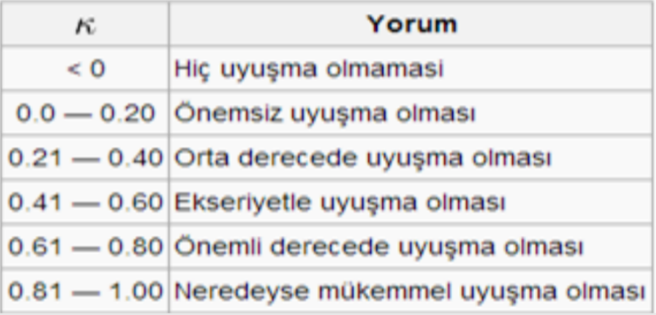 κ Yorum
< 0 Hiç uyuşma olmamasi
0.0 — 0.20 Önemsiz uyuşma olması
0.21 — 0.40 Orta derecede uyuşma olması
0.41 — 0.60 Ekseriyetle uyuşma olması
0.61 — 0.80 Önemli derecede uyuşma olması
0.81 — 1.00 Neredeyse mükemmel uyuşma olması